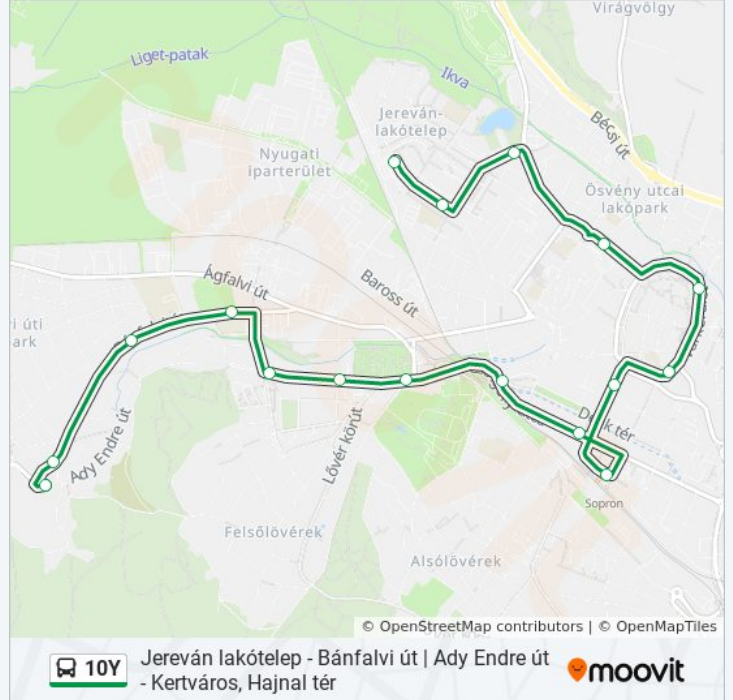 Virágvölgy
Liget-patak
Ikva
Jereván-
lakótelep
Bécsi út
Nyugati
iparterület
Ösvény utcai
lakópark
Ágfalvi út
Baross út
i úti
ark
Deák tér
Ady Endre út
Lővér körút
Sopron
Felsőlövérek
Alsólövérek
© OpenStreetMap contributors | © OpenMapTiles
10Y
Jereván lakótelep - Bánfalvi út | Ady Endre út
- Kertváros, Hajnal tér
moovit